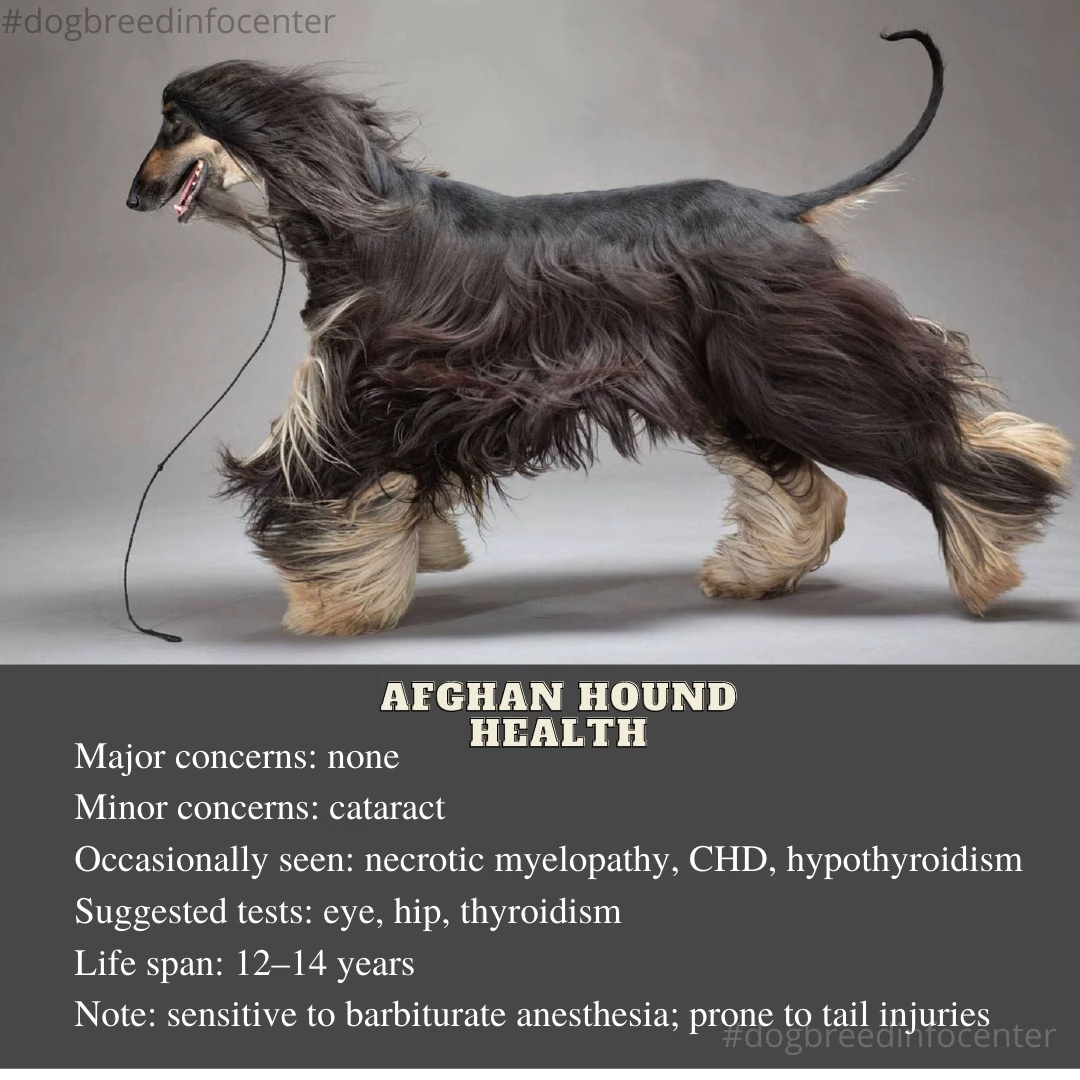 #dogbreedinfocenter
AFGHAN HOUND
HEALTH
Major concerns: none
Minor concerns: cataract
Occasionally seen: necrotic myelopathy, CHD, hypothyroidism
Suggested tests: eye, hip, thyroidism
Life span: 12–14 years
Note: sensitive to barbiturate anesthesia; prone to tail injuries
#dogbreedinfocenter